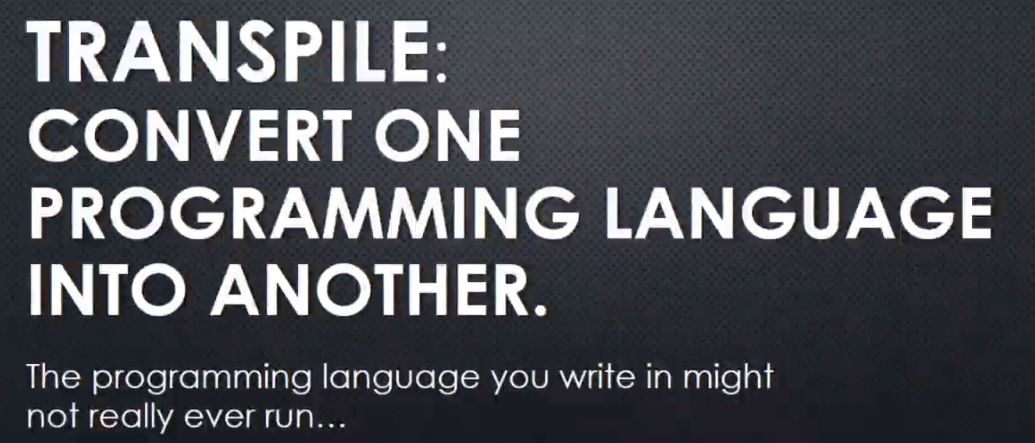 TRANSPILE:
CONVERT ONE
PROGRAMMING LANGUAGE
INTO ANOTHER.
The programming language you write in might
not really ever run...